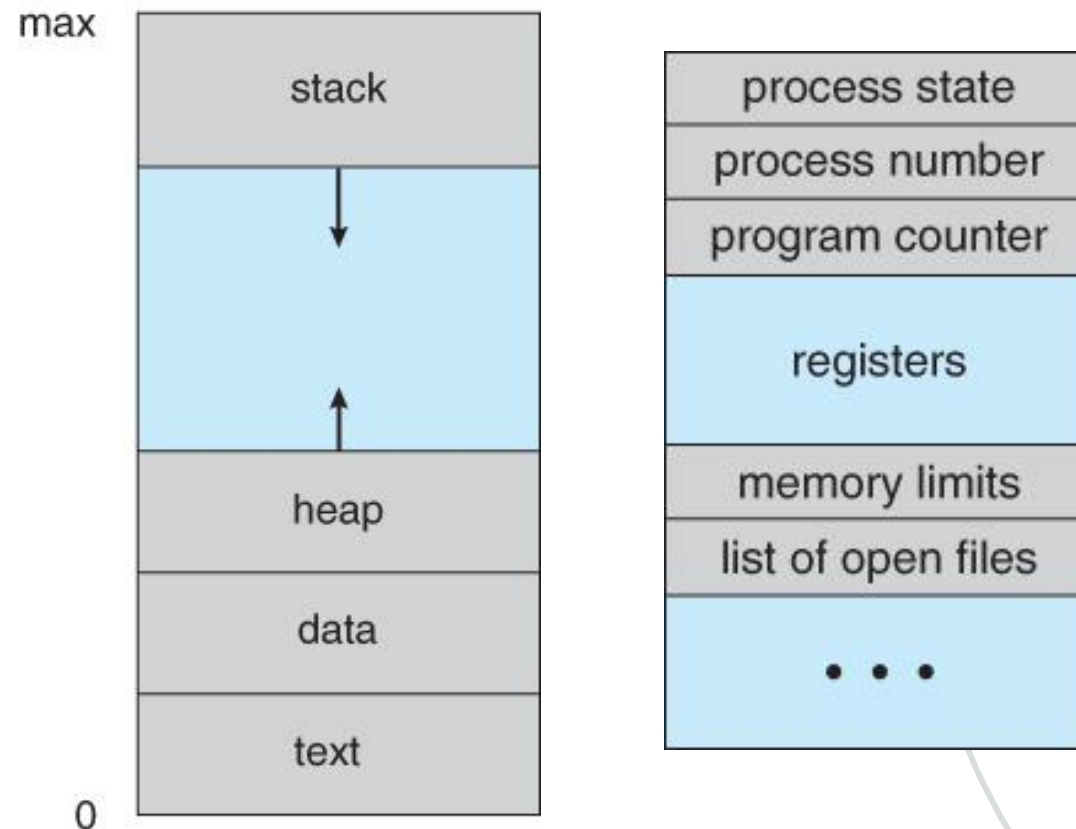 max
stack
heap
data
text
0
process state
process number
program counter
registers
memory limits
list of open files
• • •